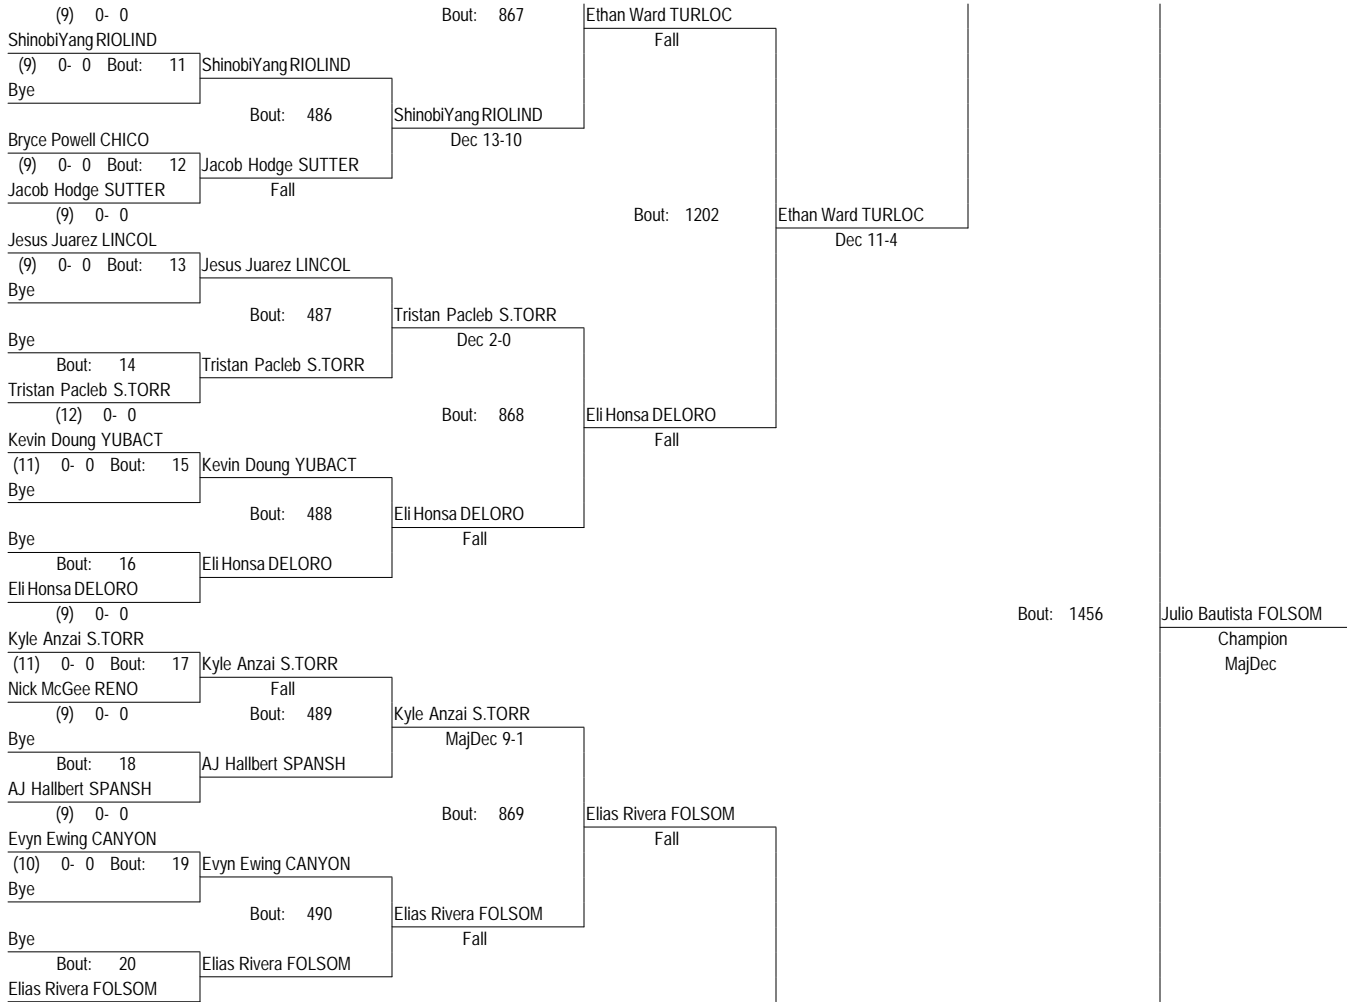 (9) 0- 0 Bout: 867 Ethan Ward TURLOC
ShinobiYang RIOLIND Fall
(9) 0- 0 Bout: 11 ShinobiYang RIOLIND
Bye
Bout: 486 ShinobiYang RIOLIND
Bryce Powell CHICO Dec 13-10
(9) 0- 0 Bout: 12 Jacob Hodge SUTTER
Jacob Hodge SUTTER Fall
(9) 0- 0 Bout: 1202 Ethan Ward TURLOC
Jesus Juarez LINCOL Dec 11-4
(9) 0- 0 Bout: 13 Jesus Juarez LINCOL
Bye
Bout: 487 Tristan Pacleb S.TORR
Bye Dec 2-0
Bout: 14 Tristan Pacleb S.TORR
Tristan Pacleb S.TORR
(12) 0- 0 Bout: 868 Eli Honsa DELORO
Kevin Doung YUBACT Fall
(11) 0- 0 Bout: 15 Kevin Doung YUBACT
Bye
Bout: 488 Eli Honsa DELORO
Bye Fall
Bout: 16 Eli Honsa DELORO
Eli Honsa DELORO
(9) 0- 0 Bout: 1456 Julio Bautista FOLSOM
Kyle Anzai S.TORR Champion
(11) 0- 0 Bout: 17 Kyle Anzai S.TORR MajDec
Nick McGee RENO Fall
(9) 0- 0 Bout: 489 Kyle Anzai S.TORR
Bye MajDec 9-1
Bout: 18 AJ Hallbert SPANSH
AJ Hallbert SPANSH
(9) 0- 0 Bout: 869 Elias Rivera FOLSOM
Evyn Ewing CANYON Fall
(10) 0- 0 Bout: 19 Evyn Ewing CANYON
Bye
Bout: 490 Elias Rivera FOLSOM
Bye Fall
Bout: 20 Elias Rivera FOLSOM
Elias Rivera FOLSOM